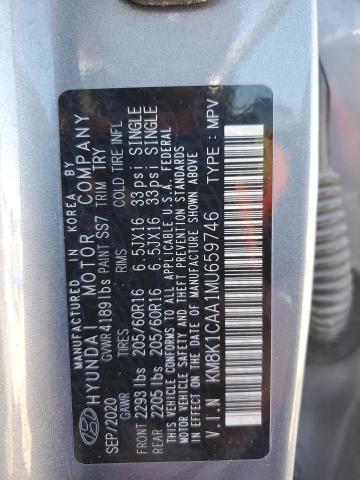 MANUFACTURED IN KOREA BY
HYUNDAI MOTOR COMPANY
GVWR 4189 lbs PAINT SS7 TRIM TRY
SEP/2020
GAWR TIRES RIMS COLD TIRE INFL
FRONT 2293 lbs 205/60R16 6.5JX16 33psi SINGLE
REAR 2205 lbs 205/60R16 6.5JX16 33psi SINGLE
THIS VEHICLE CONFORMS TO ALL APPLICABLE U.S.A. FEDERAL
MOTOR VEHICLE SAFETY BUMPER AND THEFT PREVENTION STANDARDS
IN EFFECT ON THE DATE OF MANUFACTURE SHOWN ABOVE
V.I.N KM8K1CAA1MU659746 TYPE : MPV